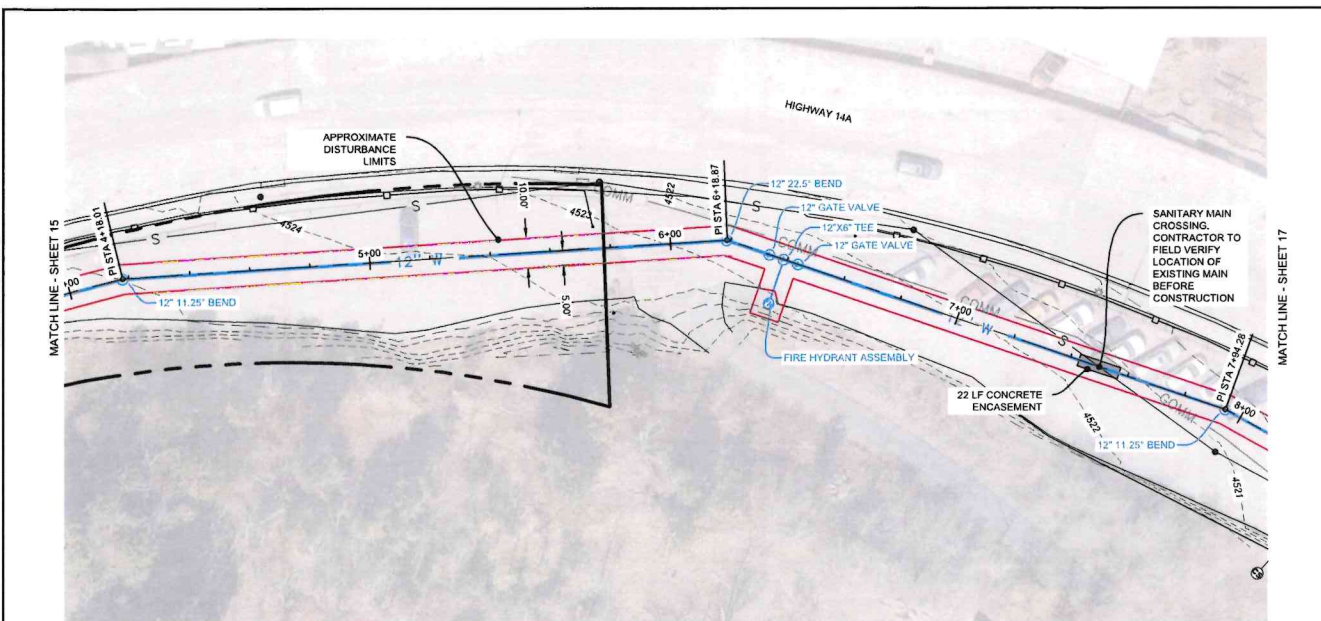 HIGHWAY 14A
APPROXIMATE
DISTURBANCE
LIMITS
MATCH LINE - SHEET 15
PI STA 4+18.01
12" 11.25° BEND
S
4524
5+00
12" W
10.00'
5.00'
4523
COMM
4522
6+00
PI STA 6+18.87
12" 22.5° BEND
S
12" GATE VALVE
12"X6" TEE
12" GATE VALVE
COMM
FIRE HYDRANT ASSEMBLY
SANITARY MAIN
CROSSING.
CONTRACTOR TO
FIELD VERIFY
LOCATION OF
EXISTING MAIN
BEFORE
CONSTRUCTION
COMM
7+00
W
S
22 LF CONCRETE
ENCASEMENT
4522
COMM
PI STA 7+94.28
8+00
12" 11.25° BEND
4521
MATCH LINE - SHEET 17